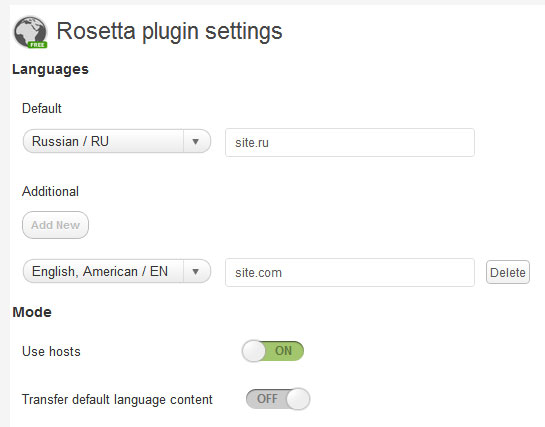 FREE
Rosetta plugin settings
Languages
Default
Russian / RU
site.ru
Additional
Add New
English, American / EN
site.com
Delete
Mode
Use hosts
ON
Transfer default language content
OFF